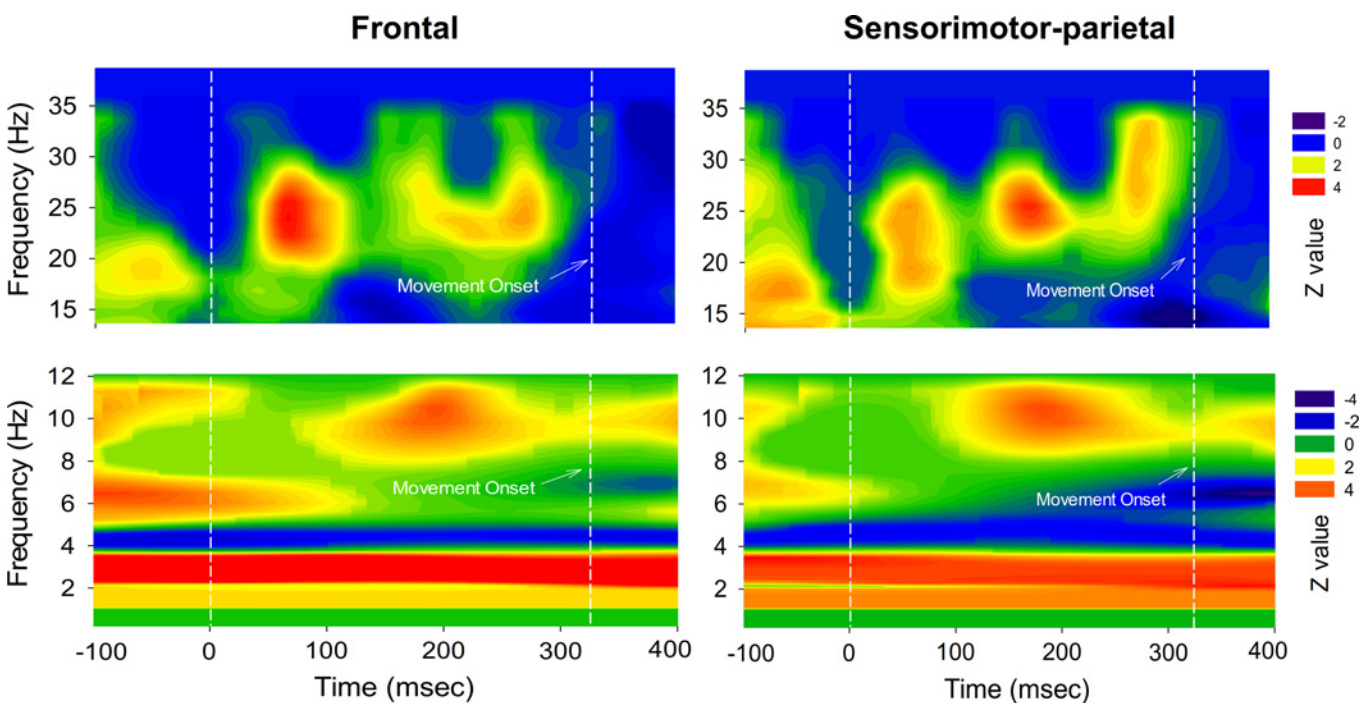 Frontal
Sensorimotor-parietal
Frequency (Hz)
35
30
25
20
15
Movement Onset
35
30
25
20
15
Movement Onset
-2
0
2
4
Z value
Frequency (Hz)
12
10
8
6
4
2
Movement Onset
12
10
8
6
4
2
Movement Onset
-4
-2
0
2
4
Z value
-100 0 100 200 300 400
Time (msec)
-100 0 100 200 300 400
Time (msec)